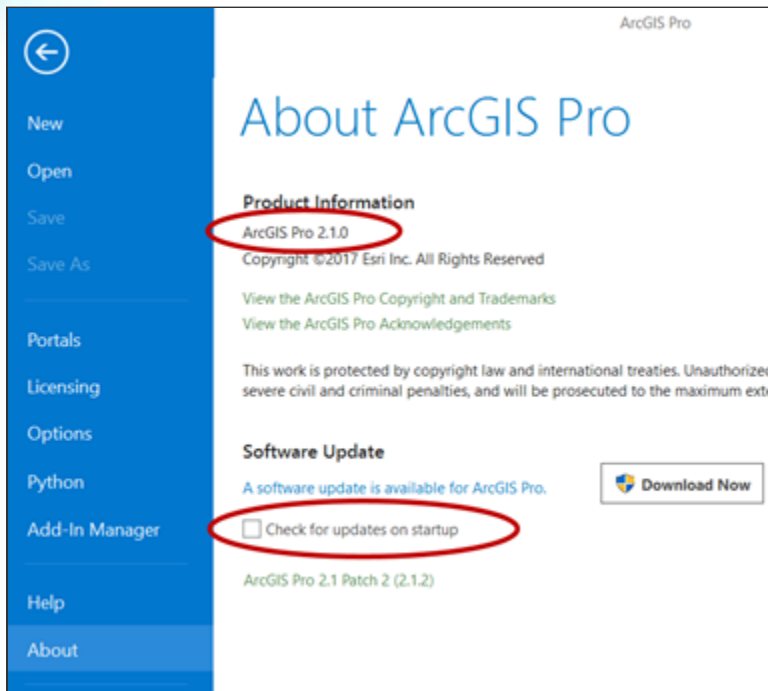 ArcGIS Pro
New
Open
Save
Save As
Portals
Licensing
Options
Python
Add-In Manager
Help
About
About ArcGIS Pro
Product Information
ArcGIS Pro 2.1.0
Copyright ©2017 Esri Inc. All Rights Reserved
View the ArcGIS Pro Copyright and Trademarks
View the ArcGIS Pro Acknowledgements
This work is protected by copyright law and international treaties. Unauthorized
severe civil and criminal penalties, and will be prosecuted to the maximum exte
Software Update
A software update is available for ArcGIS Pro.
Download Now
Check for updates on startup
ArcGIS Pro 2.1 Patch 2 (2.1.2)